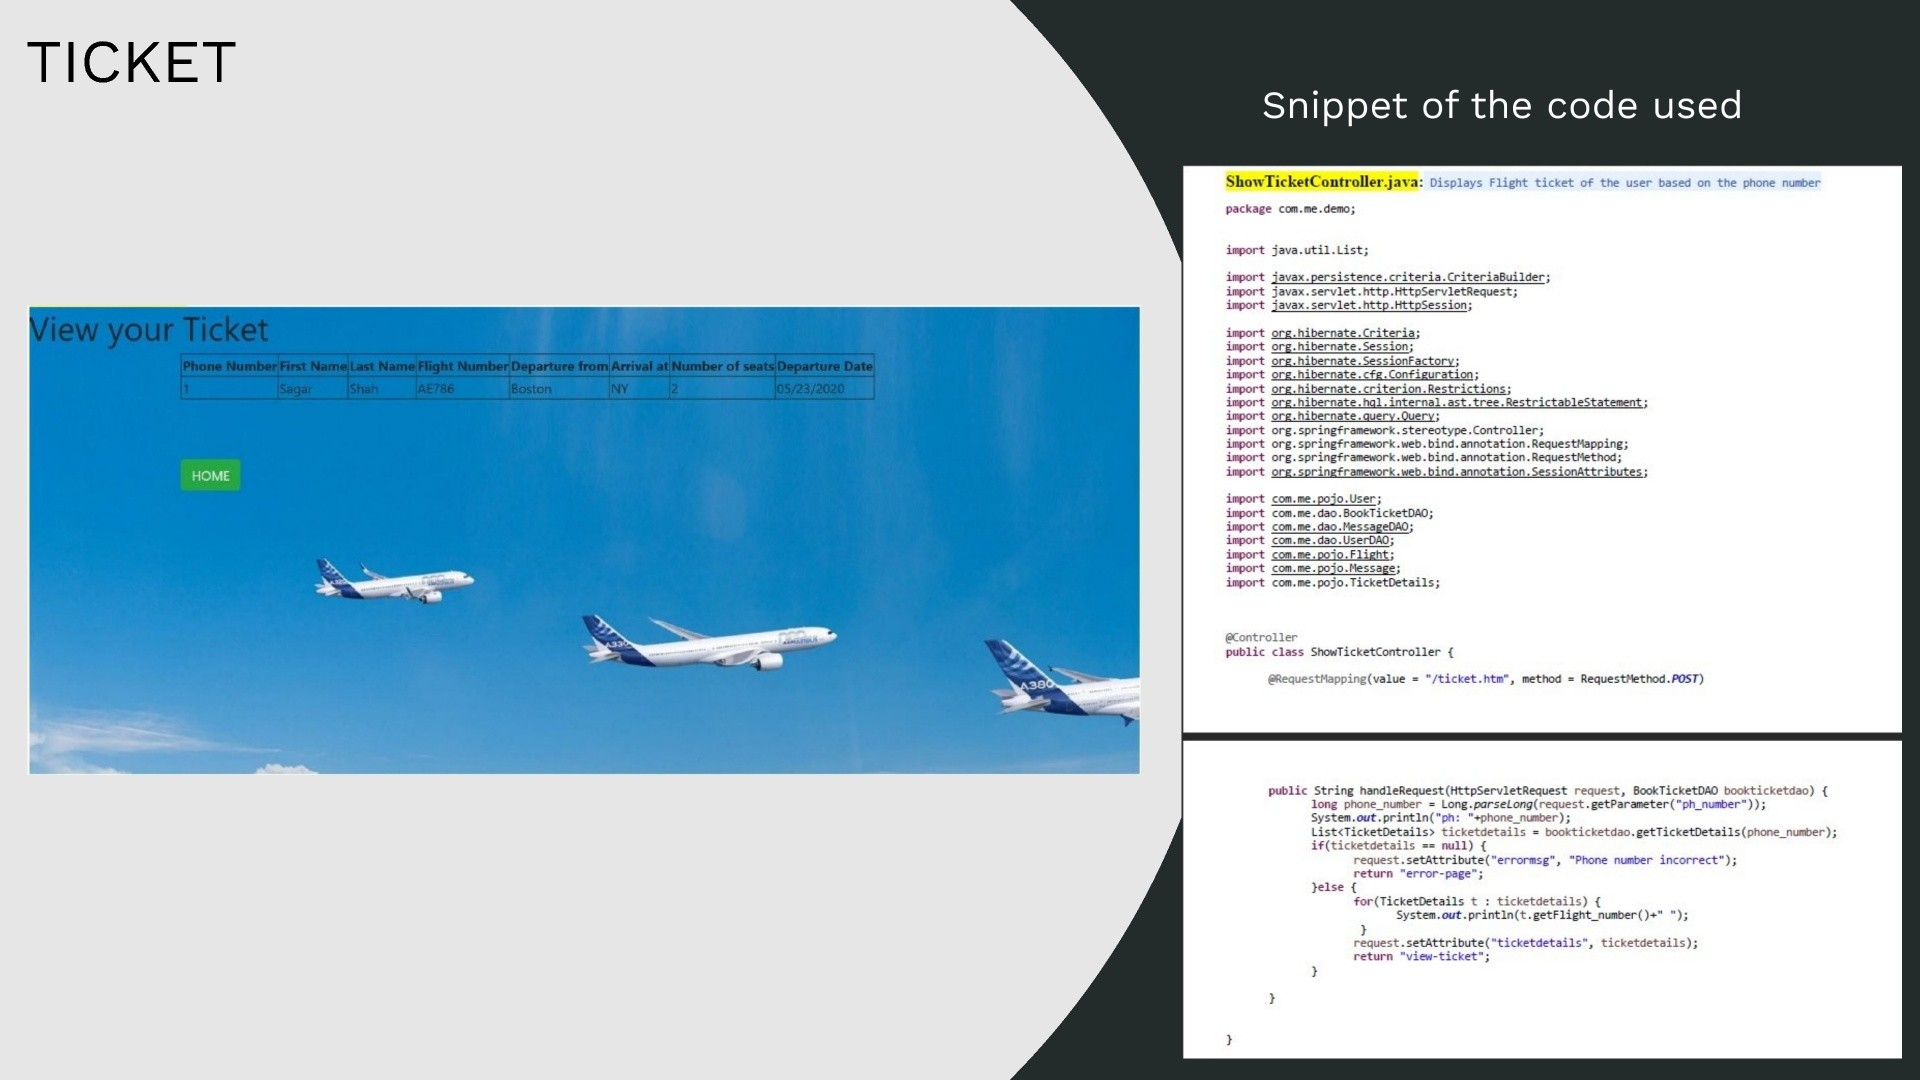 TICKET
View your Ticket
Phone Number First Name Last Name Flight Number Departure from Arrival at Number of seats Departure Date
1 Sagar Shah AE786 Boston NY 2 05/23/2020
HOME
A330
A380
Snippet of the code used
ShowTicketController.java: Displays Flight ticket of the user based on the phone number
package com.me.demo;
import java.util.List;
import javax.persistence.criteria.CriteriaBuilder;
import javax.servlet.http.HttpServletRequest;
import javax.servlet.http.HttpSession;
import org.hibernate.Criteria;
import org.hibernate.Session;
import org.hibernate.SessionFactory;
import org.hibernate.cfg.Configuration;
import org.hibernate.criterion.Restrictions;
import org.hibernate.hql.internal.ast.tree.RestrictableStatement;
import org.hibernate.query.Query;
import org.springframework.stereotype.Controller;
import org.springframework.web.bind.annotation.RequestMapping;
import org.springframework.web.bind.annotation.RequestMethod;
import org.springframework.web.bind.annotation.SessionAttributes;
import com.me.pojo.User;
import com.me.dao.BookTicketDAO;
import com.me.dao.MessageDAO;
import com.me.dao.UserDAO;
import com.me.pojo.Flight;
import com.me.pojo.Message;
import com.me.pojo.TicketDetails;
@Controller
public class ShowTicketController {
@RequestMapping(value = "/ticket.htm", method = RequestMethod.POST)
public String handleRequest(HttpServletRequest request, BookTicketDAO bookticketdao) {
long phone_number = Long.parseLong(request.getParameter("ph_number"));
System.out.println("ph: "+phone_number);
List<TicketDetails> ticketdetails = bookticketdao.getTicketDetails(phone_number);
if(ticketdetails == null) {
request.setAttribute("errormsg", "Phone number incorrect");
return "error-page";
}else {
for(TicketDetails t : ticketdetails) {
System.out.println(t.getFlight_number()+" ");
}
request.setAttribute("ticketdetails", ticketdetails);
return "view-ticket";
}
}
}